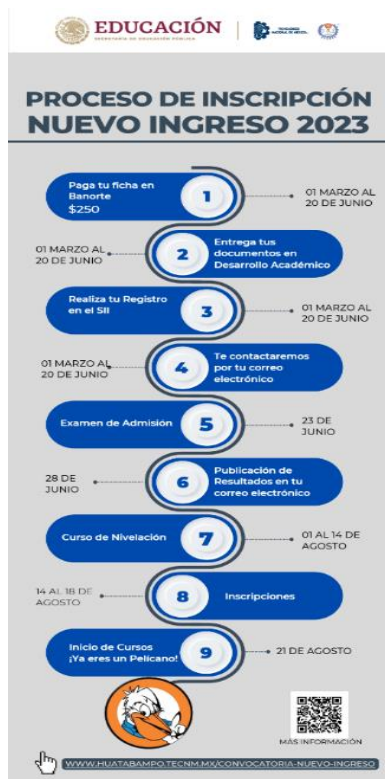 EDUCACIÓN
SECRETARÍA DE EDUCACIÓN PÚBLICA
TECNOLÓGICO
NACIONAL DE MÉXICO
PROCESO DE INSCRIPCIÓN
NUEVO INGRESO 2023
Paga tu ficha en
Banorte
$250
1
01 MARZO AL
20 DE JUNIO
01 MARZO AL
20 DE JUNIO
2
Entrega tus
documentos en
Desarrollo Académico
Realiza tu Registro
en el SII
3
01 MARZO AL
20 DE JUNIO
01 MARZO AL
20 DE JUNIO
4
Te contactaremos
por tu correo
electrónico
Examen de Admisión
5
23 DE
JUNIO
28 DE
JUNIO
6
Publicación de
Resultados en tu
correo electrónico
Curso de Nivelación
7
01 AL 14 DE
AGOSTO
14 AL 18 DE
AGOSTO
8
Inscripciones
Inicio de Cursos
¡Ya eres un Pelícano!
9
21 DE AGOSTO
MÁS INFORMACIÓN
WWW.HUATABAMPO.TECNM.MX/CONVOCATORIA-NUEVO-INGRESO